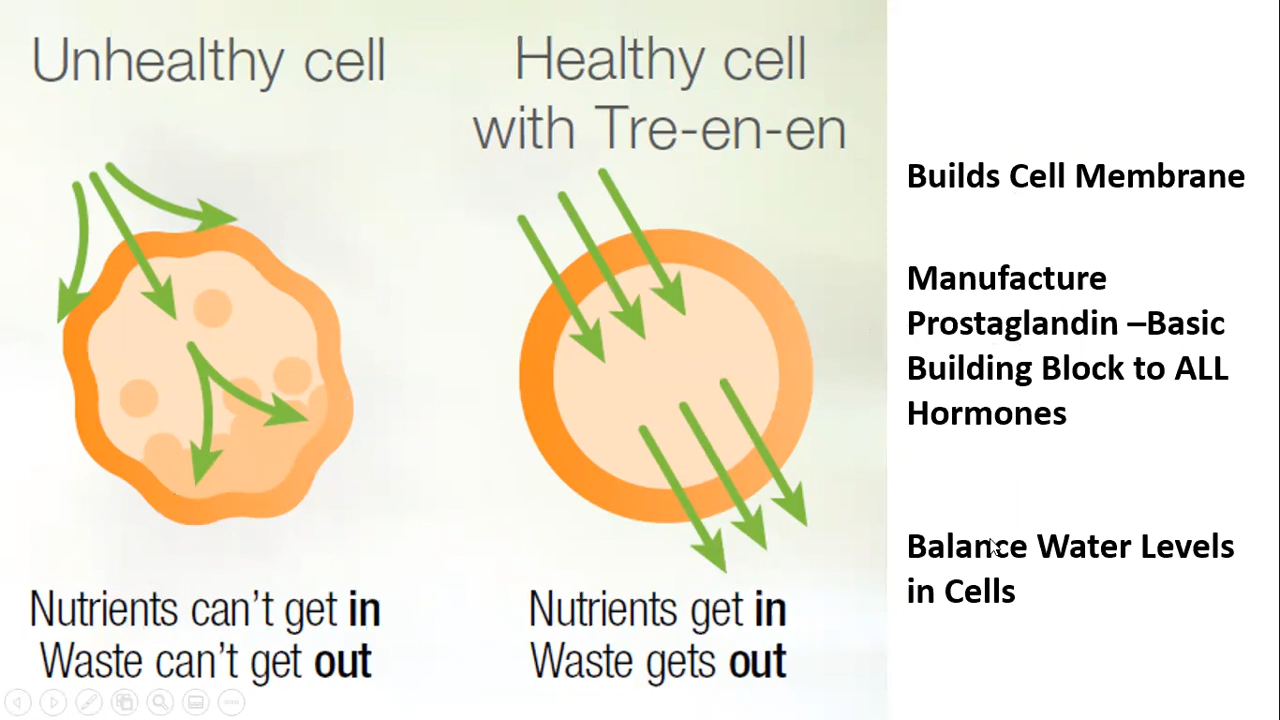 Unhealthy cell
Healthy cell
with Tre-en-en
Nutrients can't get in
Waste can't get out
Nutrients get in
Waste gets out
Builds Cell Membrane
Manufacture
Prostaglandin –Basic
Building Block to ALL
Hormones
Balance Water Levels
in Cells